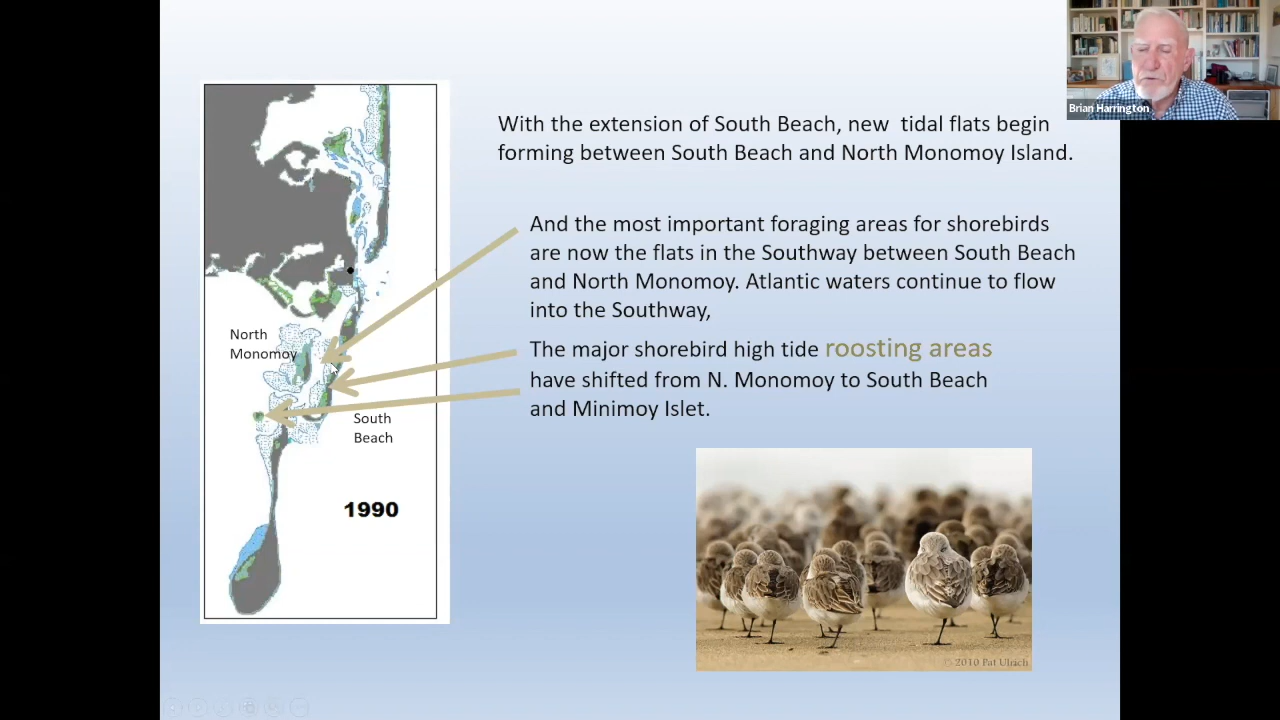 Brian Harrington
With the extension of South Beach, new tidal flats begin
forming between South Beach and North Monomoy Island.
And the most important foraging areas for shorebirds
are now the flats in the Southway between South Beach
and North Monomoy. Atlantic waters continue to flow
into the Southway,
The major shorebird high tide roosting areas
have shifted from N. Monomoy to South Beach
and Minimoy Islet.
North
Monomoy
South
Beach
1990
© 2010 Pat Ulrich